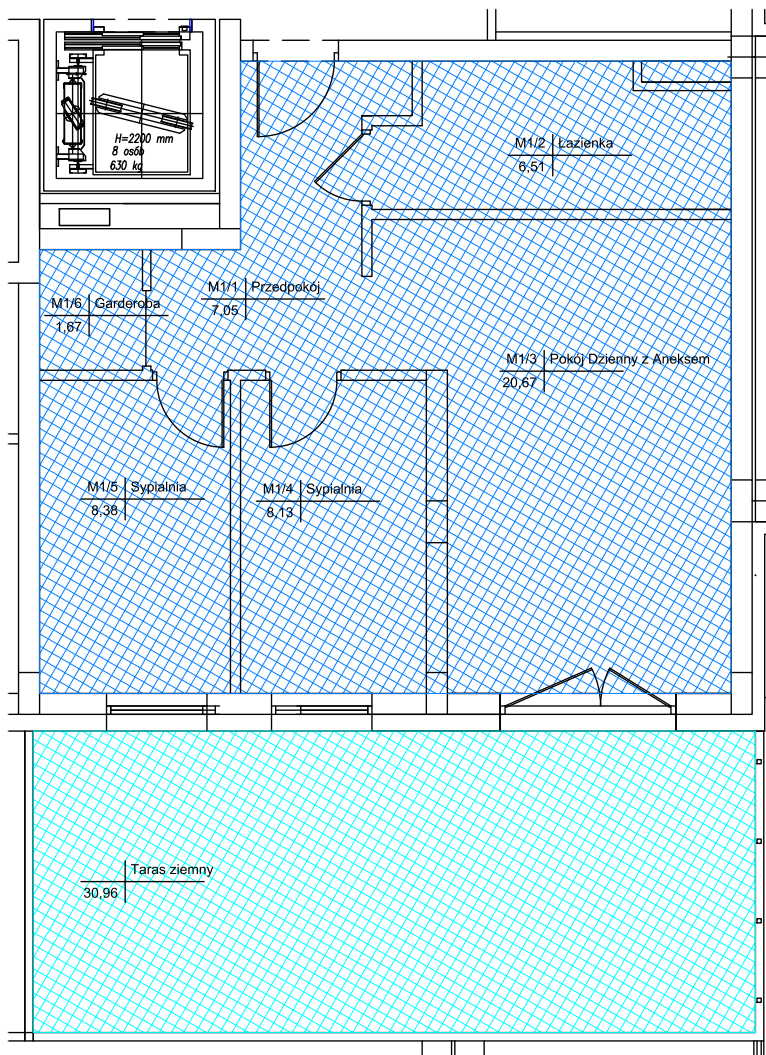 H=2200 mm
8 osób
630 kg
M1/2 Łazienka
6,51
M1/1 Przedpokój
7,05
M1/6 Garderoba
1,67
M1/3 Pokój Dzienny z Aneksem
20,67
M1/5 Sypialnia
8,38
M1/4 Sypialnia
8,13
Taras ziemny
30,96